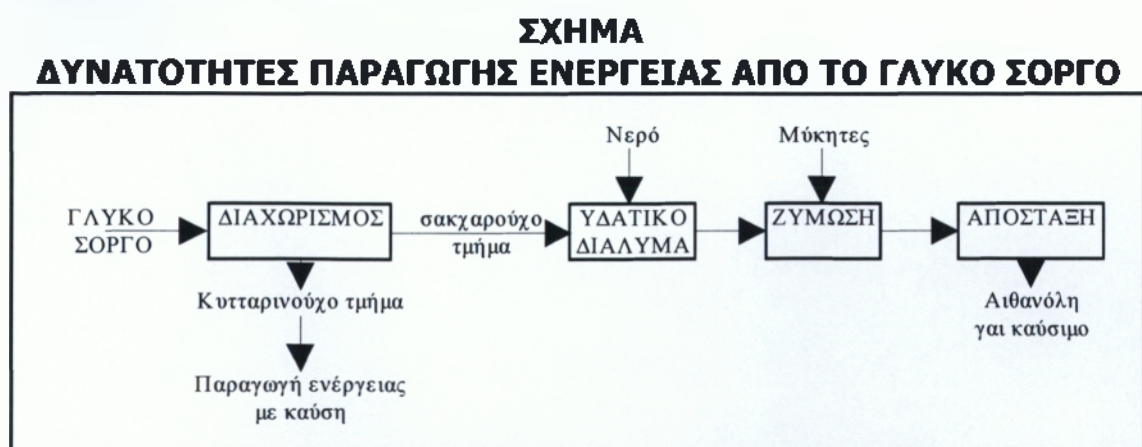 ΣΧΗΜΑ
ΔΥΝΑΤΟΤΗΤΕΣ ΠΑΡΑΓΩΓΗΣ ΕΝΕΡΓΕΙΑΣ ΑΠΟ ΤΟ ΓΛΥΚΟ ΣΟΡΓΟ
Νερό
Μύκητες
ΓΛΥΚΟ
ΣΟΡΓΟ
ΔΙΑΧΩΡΙΣΜΟΣ
σακχαρούχο
τμήμα
ΥΔΑΤΙΚΟ
ΔΙΑΛΥΜΑ
ΖΥΜΩΣΗ
ΑΠΟΣΤΑΞΗ
Κυτταρινούχο τμήμα
Αιθανόλη
γαι καύσιμο
Παραγωγή ενέργειας
με καύση